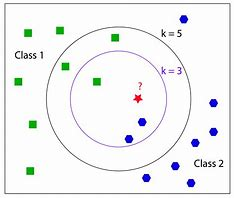 k = 5
Class 1
k = 3
?
Class 2